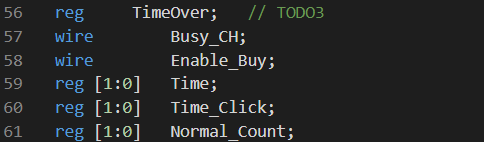 56 reg TimeOver; // TODO3
57 wire Busy_CH;
58 wire Enable_Buy;
59 reg [1:0] Time;
60 reg [1:0] Time_Click;
61 reg [1:0] Normal_Count;